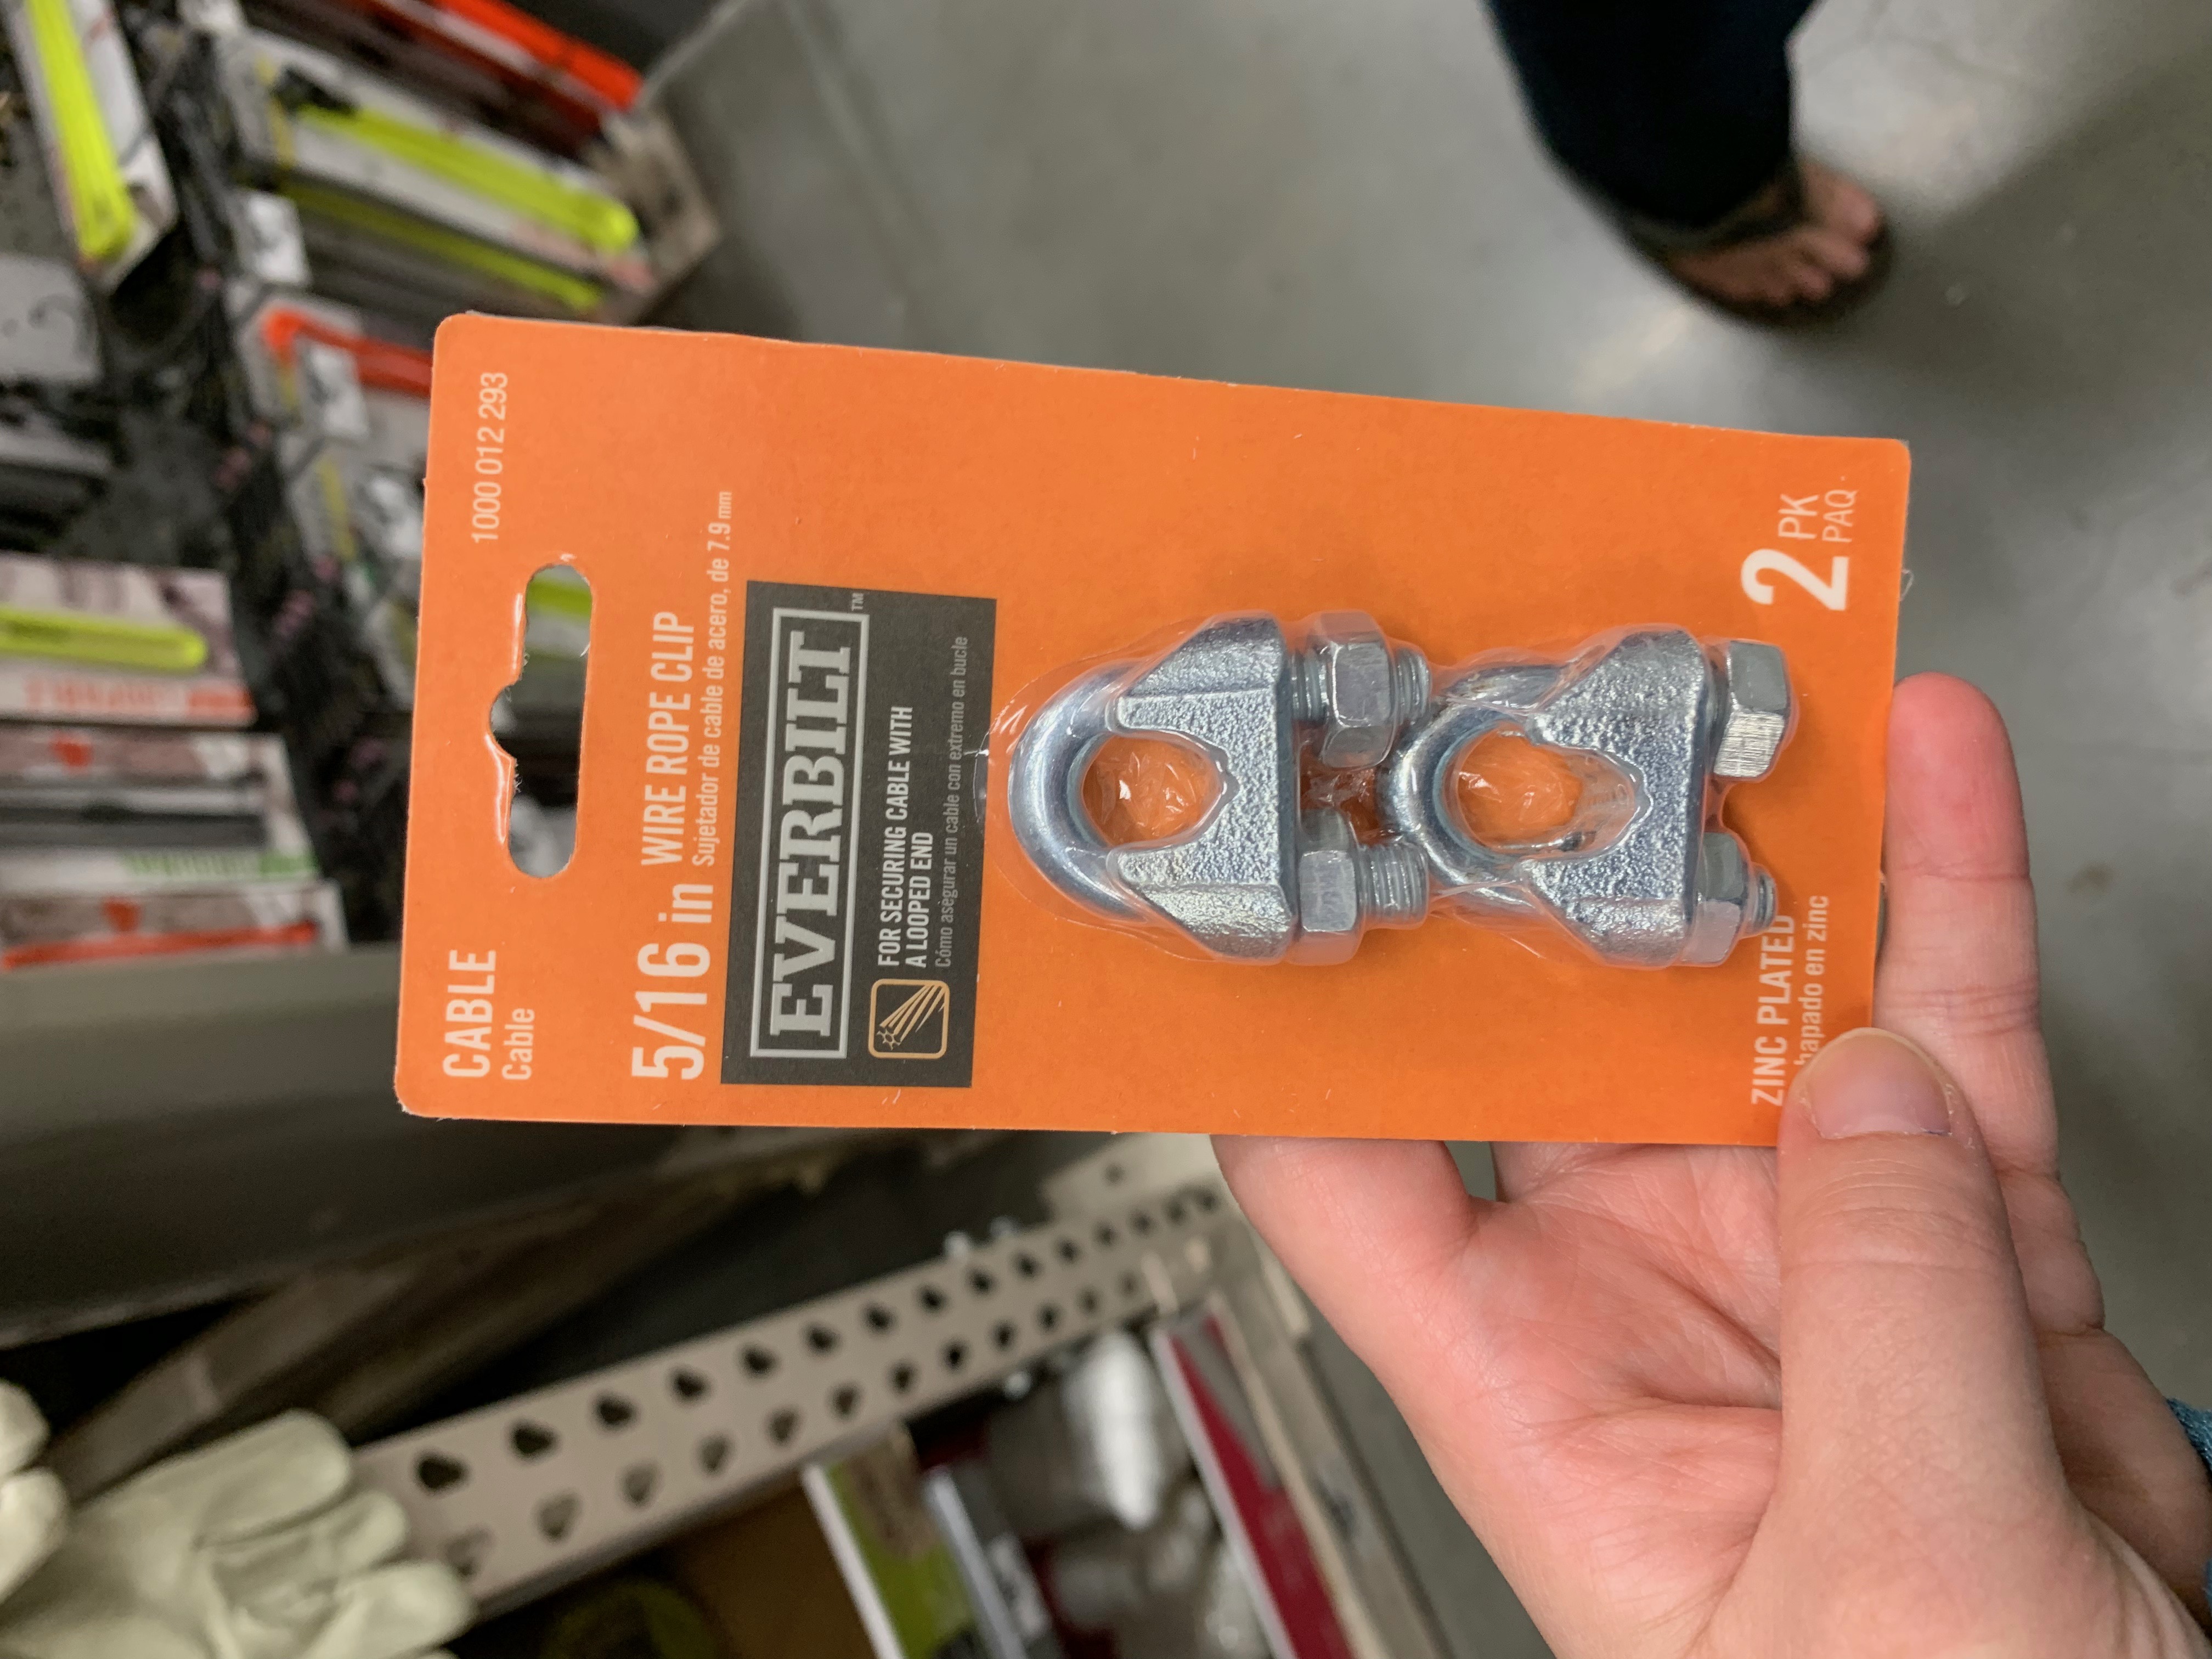 CABLE
Cable
1000 012 293
5/16 in WIRE ROPE CLIP
Sujetador de cable de acero, de 7.9 mm
EVERBILT™
FOR SECURING CABLE WITH
A LOOPED END
Cómo asegurar un cable con extremo en bucle
ZINC PLATED
hapado en zinc
2 PK
PAQ